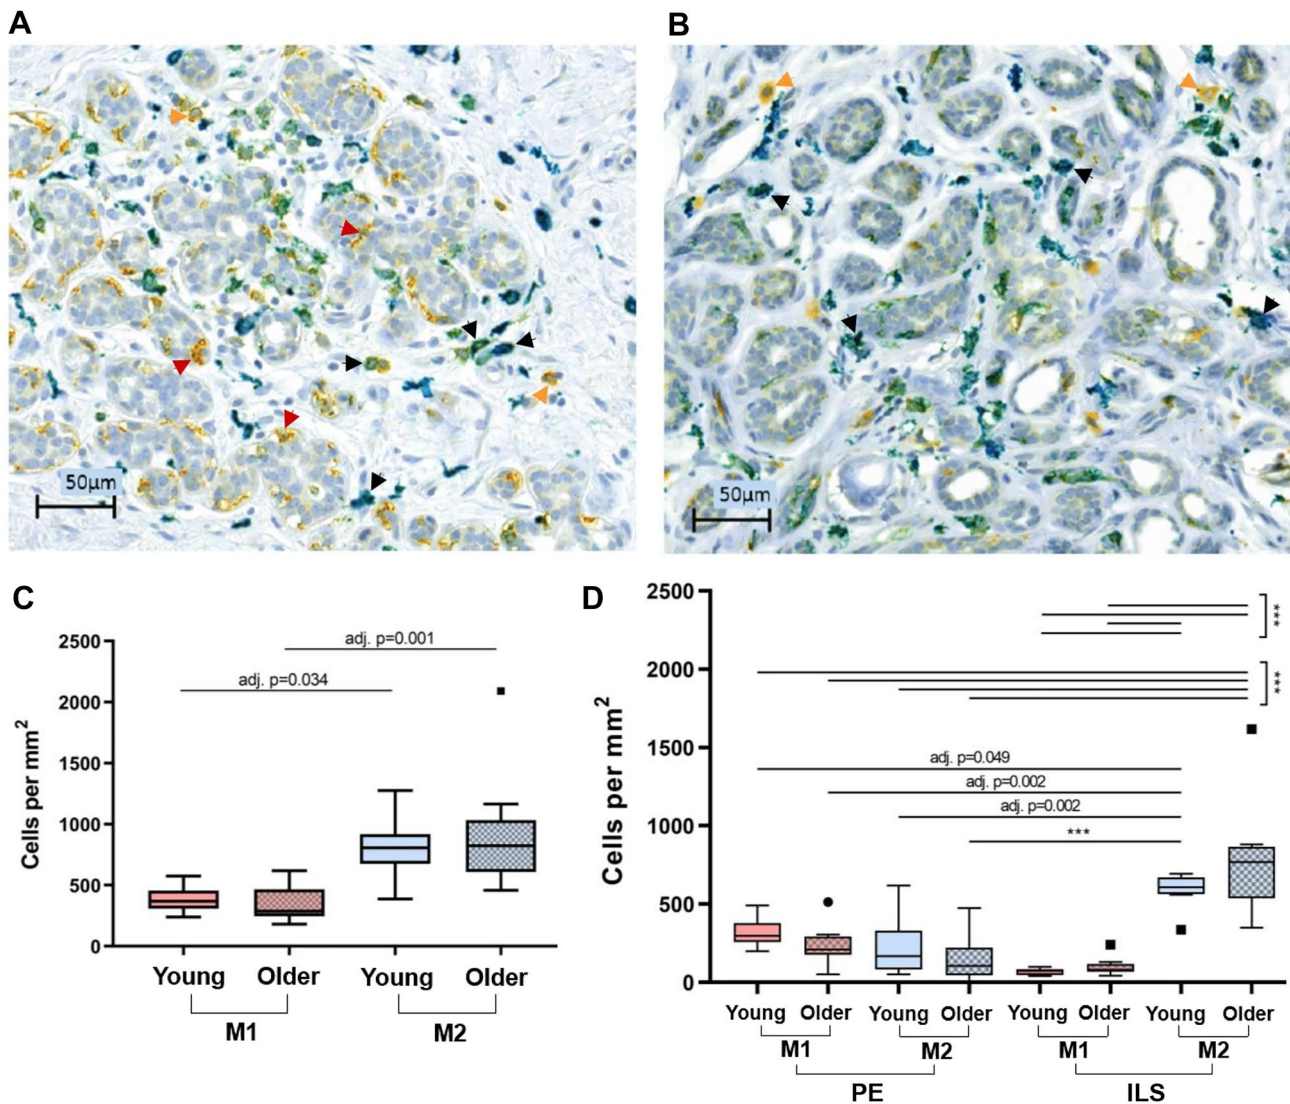 A
B
50µm
50µm
C
D
Cells per mm2
2500
2000
1500
1000
500
0
adj. p=0.001
adj. p=0.034
Young
Older
Young
Older
M1
M2
Cells per mm2
2500
2000
1500
1000
500
0
***
***
adj. p=0.049
adj. p=0.002
adj. p=0.002
***
Young
Older
Young
Older
Young
Older
Young
Older
M1
M2
M1
M2
PE
ILS